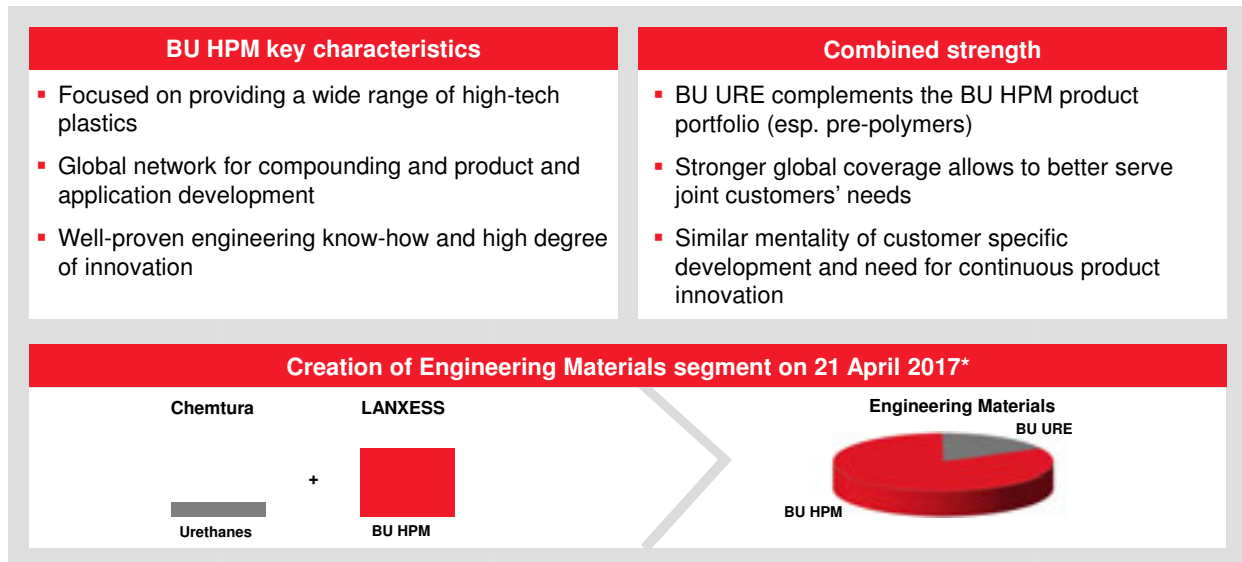 BU HPM key characteristics
▪ Focused on providing a wide range of high-tech
plastics
▪ Global network for compounding and product and
application development
▪ Well-proven engineering know-how and high degree
of innovation
Combined strength
▪ BU URE complements the BU HPM product
portfolio (esp. pre-polymers)
▪ Stronger global coverage allows to better serve
joint customers’ needs
▪ Similar mentality of customer specific
development and need for continuous product
innovation
Creation of Engineering Materials segment on 21 April 2017*
Chemtura
LANXESS
+
Urethanes
BU HPM
Engineering Materials
BU URE
BU HPM